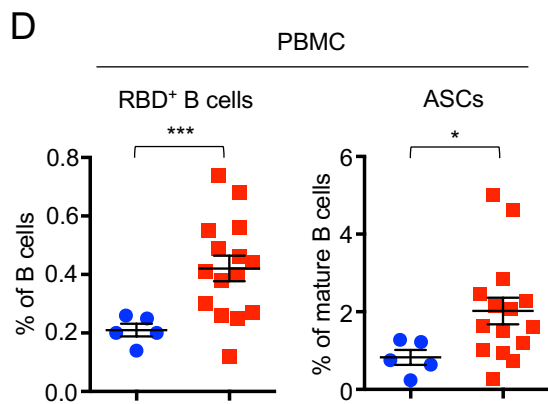 D
PBMC
RBD⁺ B cells
***
% of B cells
0.8
0.6
0.4
0.2
0.0
ASCs
*
% of mature B cells
6
4
2
0